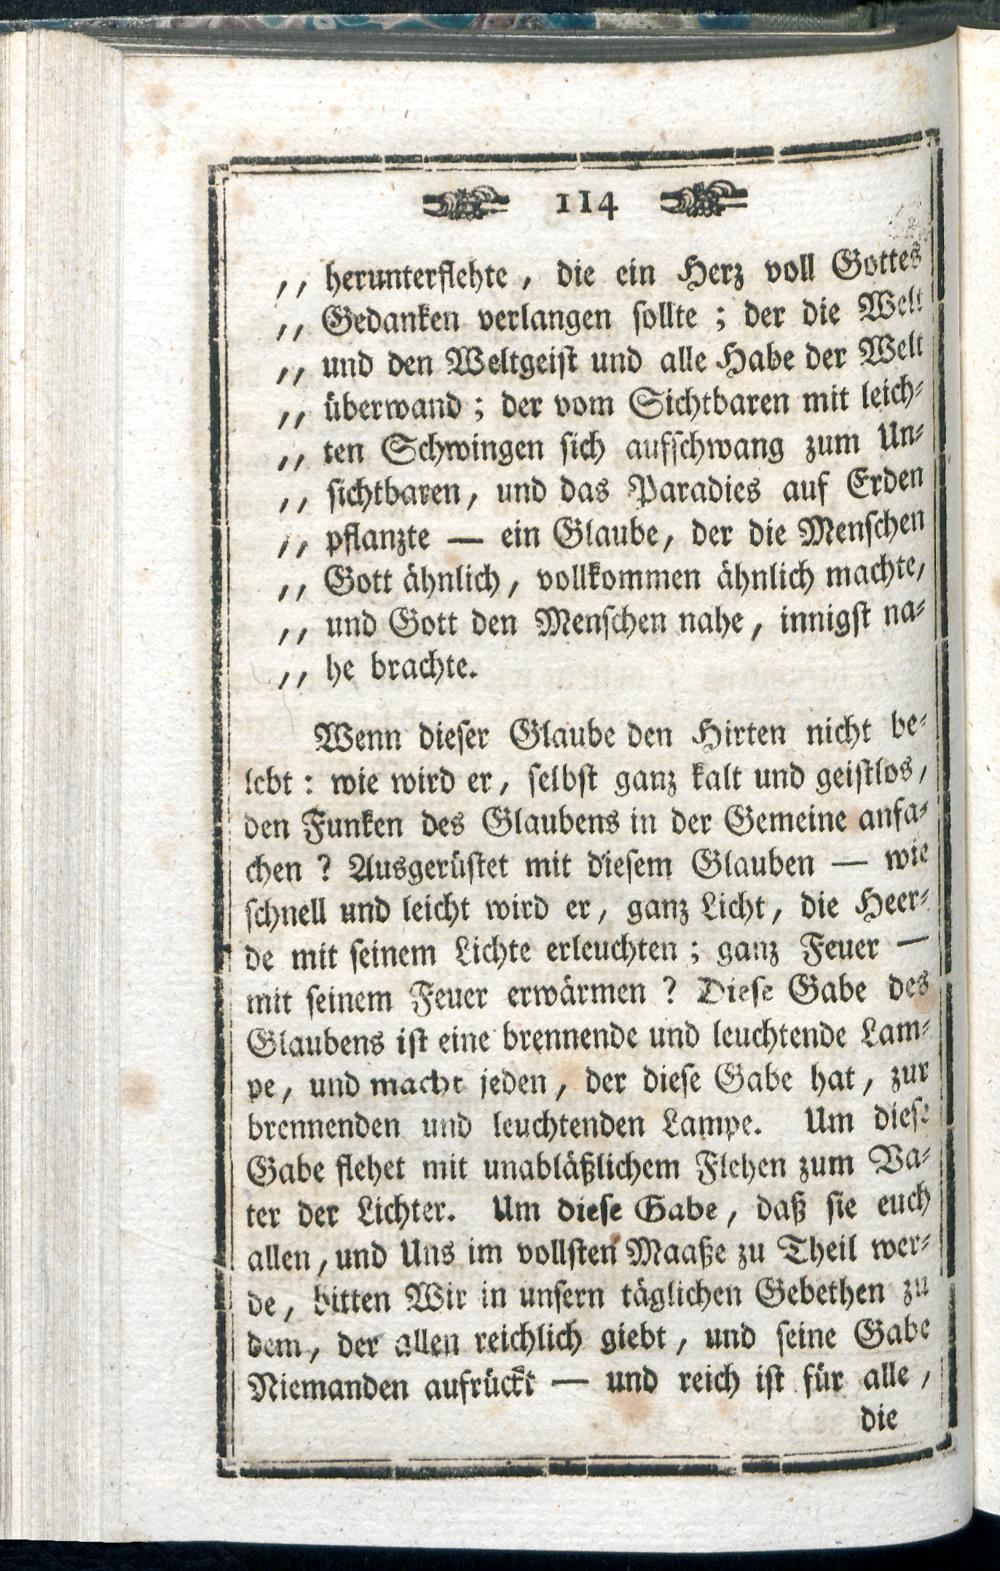 114
,, herunterflehte, die ein Herz voll Gottes
,, Gedanken verlangen sollte; der die Welt
,, und den Weltgeist und alle Habe der Welt
,, überwand; der vom Sichtbaren mit leich-
,, ten Schwingen sich aufschwang zum Un-
,, sichtbaren, und das Paradies auf Erden
,, pflanzte — ein Glaube, der die Menschen
,, Gott ähnlich, vollkommen ähnlich machte,
,, und Gott den Menschen nahe, innigst na-
,, he brachte.
Wenn dieser Glaube den Hirten nicht be-
lebt: wie wird er, selbst ganz kalt und geistlos,
den Funken des Glaubens in der Gemeine anfa-
chen? Ausgerüstet mit diesem Glauben — wie
schnell und leicht wird er, ganz Licht, die Heer-
de mit seinem Lichte erleuchten; ganz Feuer —
mit seinem Feuer erwärmen? Diese Gabe des
Glaubens ist eine brennende und leuchtende Lam-
pe, und macht jeden, der diese Gabe hat, zur
brennenden und leuchtenden Lampe. Um diese
Gabe flehet mit unabläßlichem Flehen zum Va-
ter der Lichter. Um diese Gabe, daß sie euch
allen, und Uns im vollsten Maaße zu Theil wer-
de, bitten Wir in unsern täglichen Gebethen zu
dem, der allen reichlich giebt, und seine Gabe
Niemanden aufrückt — und reich ist für alle,
die